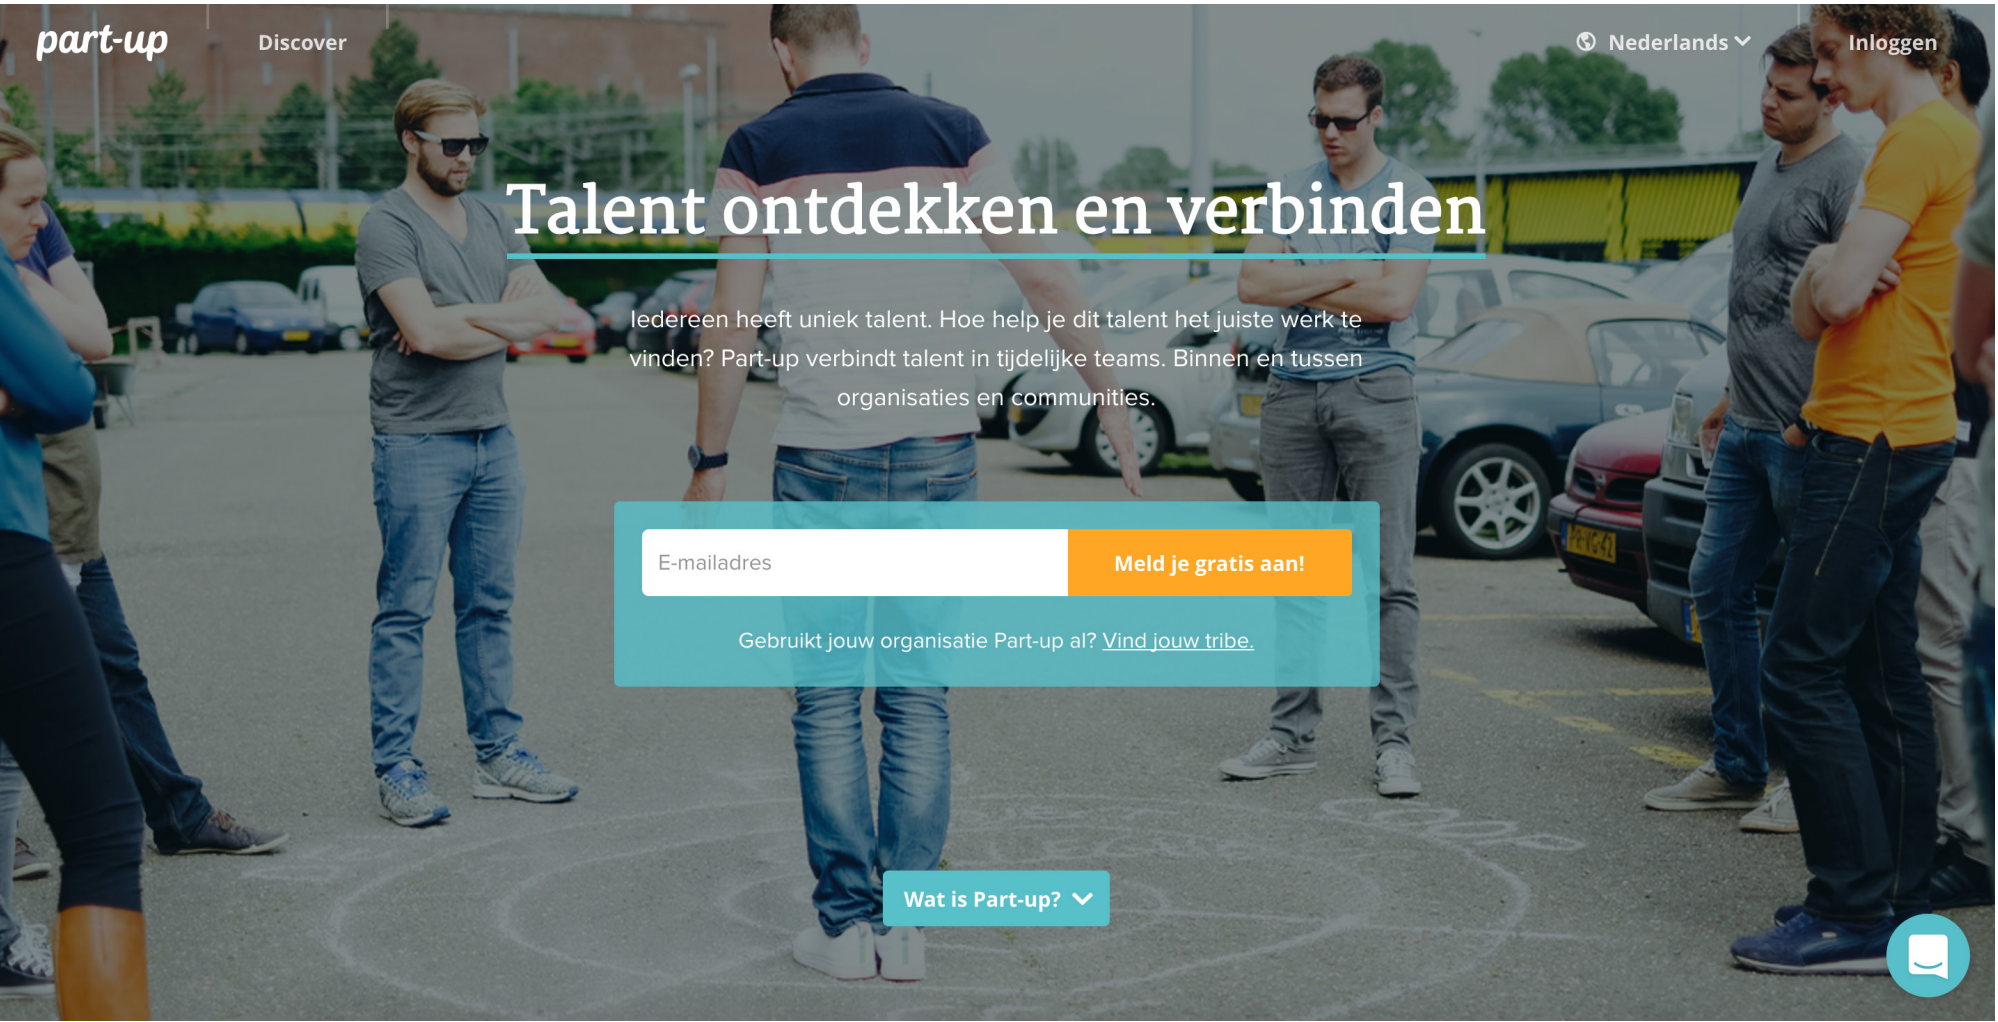 part-up
Discover
Nederlands
Inloggen
Talent ontdekken en verbinden
Iedereen heeft uniek talent. Hoe help je dit talent het juiste werk te
vinden? Part-up verbindt talent in tijdelijke teams. Binnen en tussen
organisaties en communities.
E-mailadres
Meld je gratis aan!
Gebruikt jouw organisatie Part-up al? Vind jouw tribe.
Wat is Part-up?